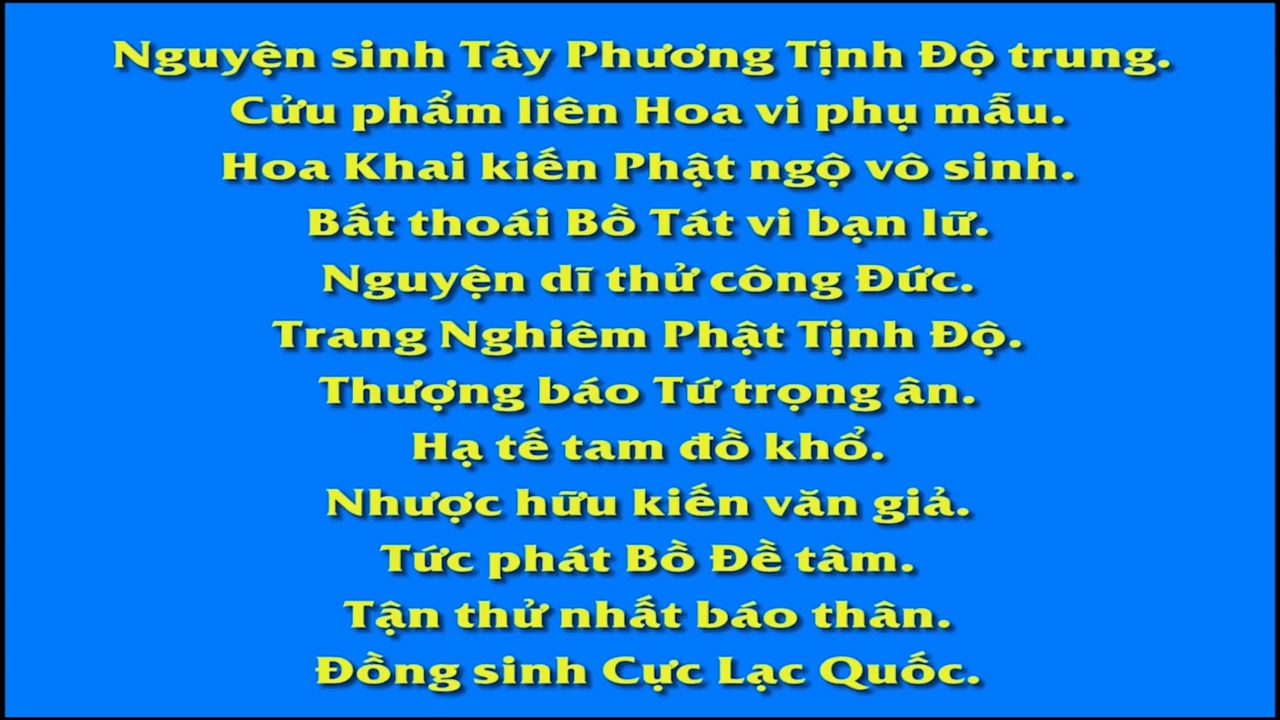 Nguyện sinh Tây Phương Tịnh Độ trung.
Cửu phẩm liên Hoa vi phụ mẫu.
Hoa Khai kiến Phật ngộ vô sinh.
Bất thoái Bồ Tát vi bạn lữ.
Nguyện dĩ thử công Đức.
Trang Nghiêm Phật Tịnh Độ.
Thượng báo Tứ trọng ân.
Hạ tế tam đồ khổ.
Nhược hữu kiến văn giả.
Tức phát Bồ Đề tâm.
Tận thử nhất báo thân.
Đồng sinh Cực Lạc Quốc.